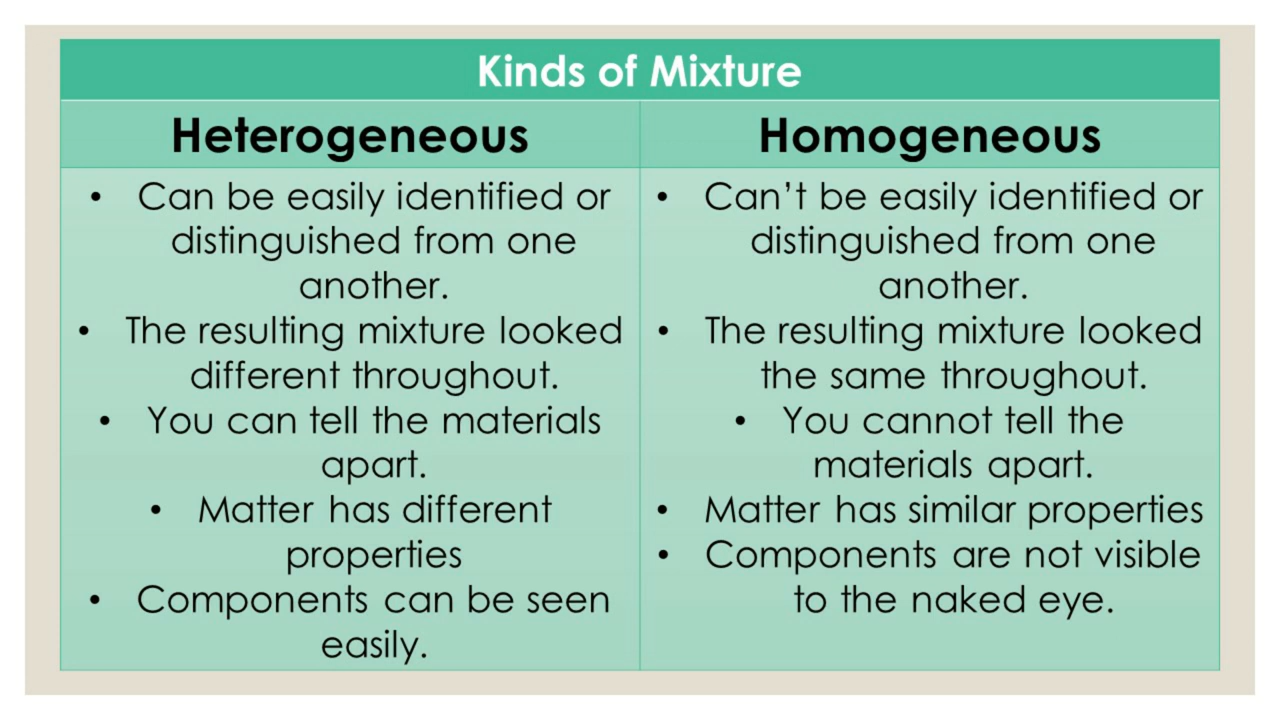 Kinds of Mixture
Heterogeneous
• Can be easily identified or
distinguished from one
another.
• The resulting mixture looked
different throughout.
• You can tell the materials
apart.
• Matter has different
properties
• Components can be seen
easily.
Homogeneous
• Can’t be easily identified or
distinguished from one
another.
• The resulting mixture looked
the same throughout.
• You cannot tell the
materials apart.
• Matter has similar properties
• Components are not visible
to the naked eye.